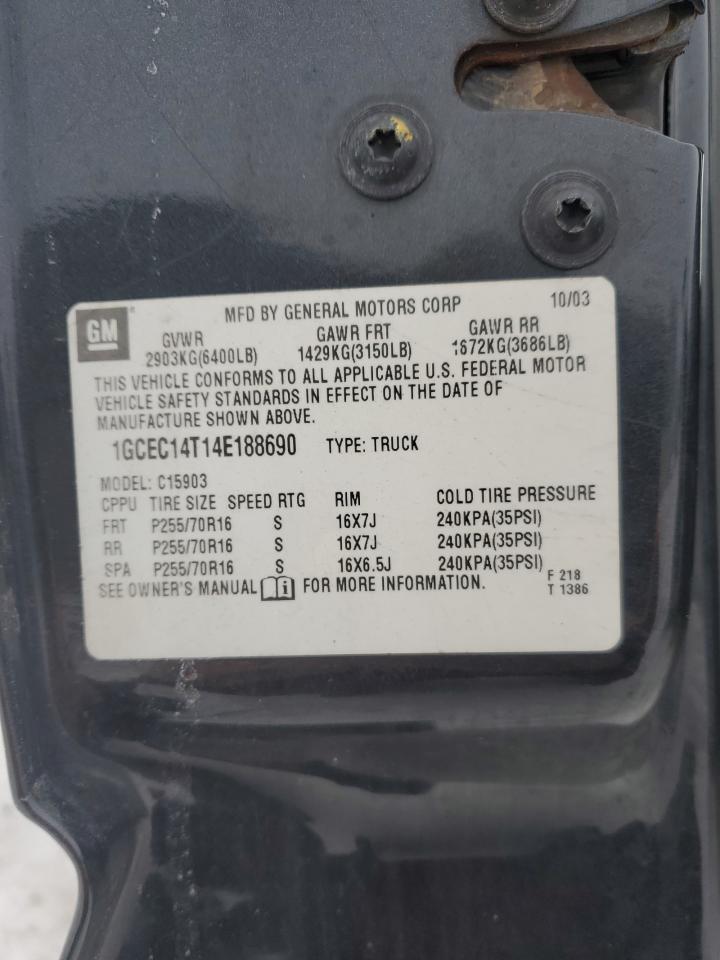 MFD BY GENERAL MOTORS CORP 10/03
GM
GVWR GAWR FRT GAWR RR
2903KG(6400LB) 1429KG(3150LB) 1672KG(3686LB)
THIS VEHICLE CONFORMS TO ALL APPLICABLE U.S. FEDERAL MOTOR
VEHICLE SAFETY STANDARDS IN EFFECT ON THE DATE OF
MANUFACTURE SHOWN ABOVE.
1GCEC14T14E188690 TYPE: TRUCK
MODEL: C15903
CPPU TIRE SIZE SPEED RTG RIM COLD TIRE PRESSURE
FRT P255/70R16 S 16X7J 240KPA(35PSI)
RR P255/70R16 S 16X7J 240KPA(35PSI)
SPA P255/70R16 S 16X6.5J 240KPA(35PSI)
SEE OWNER'S MANUAL i FOR MORE INFORMATION.
F 218
T 1386